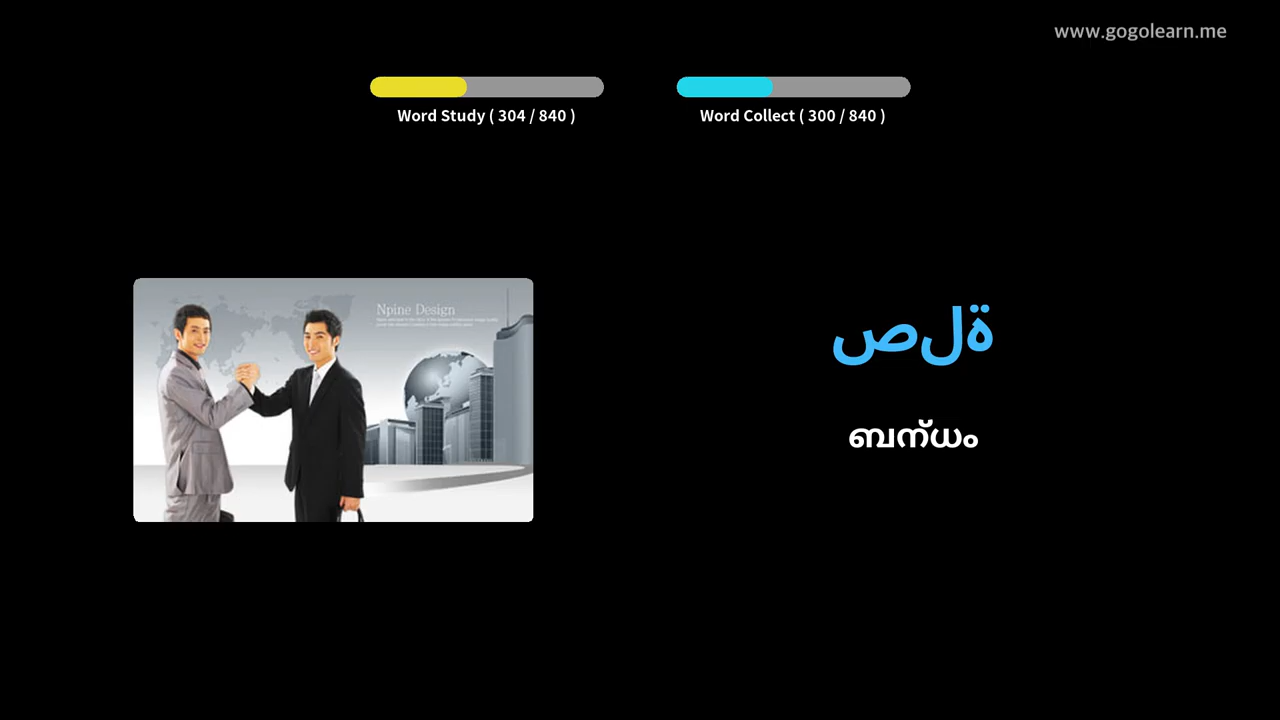 www.gogolearn.me
Word Study ( 304 / 840 )
Word Collect ( 300 / 840 )
Npine Design
صلة
ബന്ധം